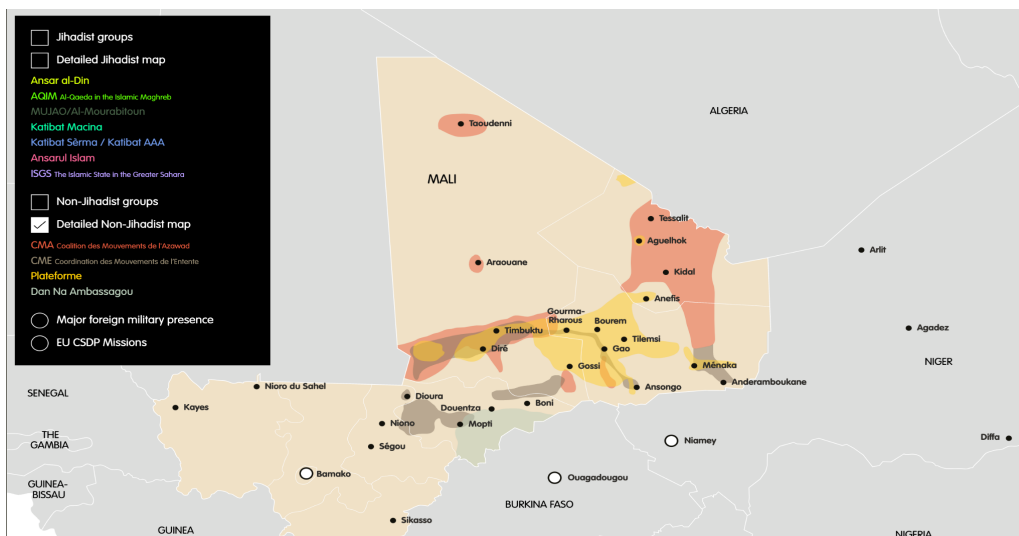 Jihadist groups
Detailed Jihadist map
Ansar al-Din
AQIM Al-Qaeda in the Islamic Maghreb
MUJAO/Al-Mourabitoun
Katibat Macina
Katibat Sèrma / Katibat AAA
Ansarul Islam
ISGS The Islamic State in the Greater Sahara
Non-Jihadist groups
Detailed Non-Jihadist map
CMA Coalition des Mouvements de l'Azawad
CME Coordination des Mouvements de l'Entente
Plateforme
Dan Na Ambassagou
Major foreign military presence
EU CSDP Missions
ALGERIA
Taoudenni
MALI
Tessalit
Aguelhok
Arlit
Araouane
Kidal
Anefis
Gourma-
Rharous
Bourem
Timbuktu
Agadez
Tilemsi
Diré
Gao
NIGER
Gossi
Ménaka
Anderamboukane
Nioro du Sahel
Ansongo
SENEGAL
Dioura
Boni
Kayes
Douentza
THE
GAMBIA
Niono
Mopti
Diffa
Ségou
Niamey
Bamako
Ouagadougou
GUINEA-
BISSAU
BURKINA FASO
Sikasso
GUINEA
NIGERIA